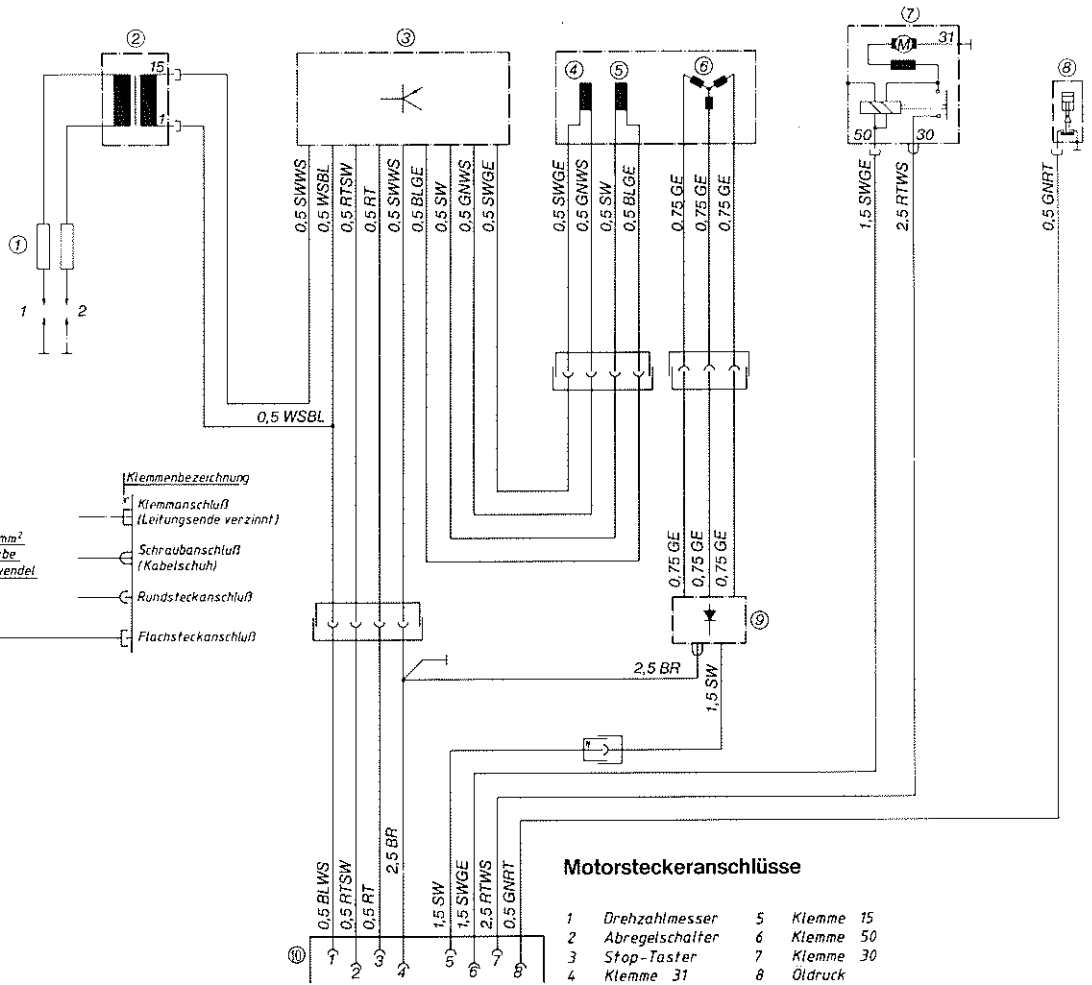 ② ③ ⑦
15
1
④ ⑤ ⑥
M 31
50 30
⑧
0,5 SWWS
0,5 WSBL
0,5 RTSW
0,5 RT
0,5 SWWS
0,5 BLGE
0,5 SW
0,5 GNWS
0,5 SWGE
0,5 SWGE
0,5 GNWS
0,5 SW
0,5 BLGE
0,75 GE
0,75 GE
0,75 GE
1,5 SWGE
2,5 RTWS
0,5 GNRT
①
1 2
0,5 WSBL
Klemmenbezeichnung
Klemmanschluß
(Leitungsende verzinnt)
mm²
Schraubanschluß
(Kabelschuh)
Rundsteckanschluß
Flachsteckanschluß
0,75 GE
0,75 GE
0,75 GE
⑨
2,5 BR
1,5 SW
0,5 BLWS
0,5 RTSW
0,5 RT
2,5 BR
1,5 SW
1,5 SWGE
2,5 RTWS
0,5 GNRT
⑩ 1 2 3 4 5 6 7 8
Motorsteckeranschlüsse
1 Drehzahlmesser 5 Klemme 15
2 Abregelschalter 6 Klemme 50
3 Stop-Taster 7 Klemme 30
4 Klemme 31 8 Öldruck